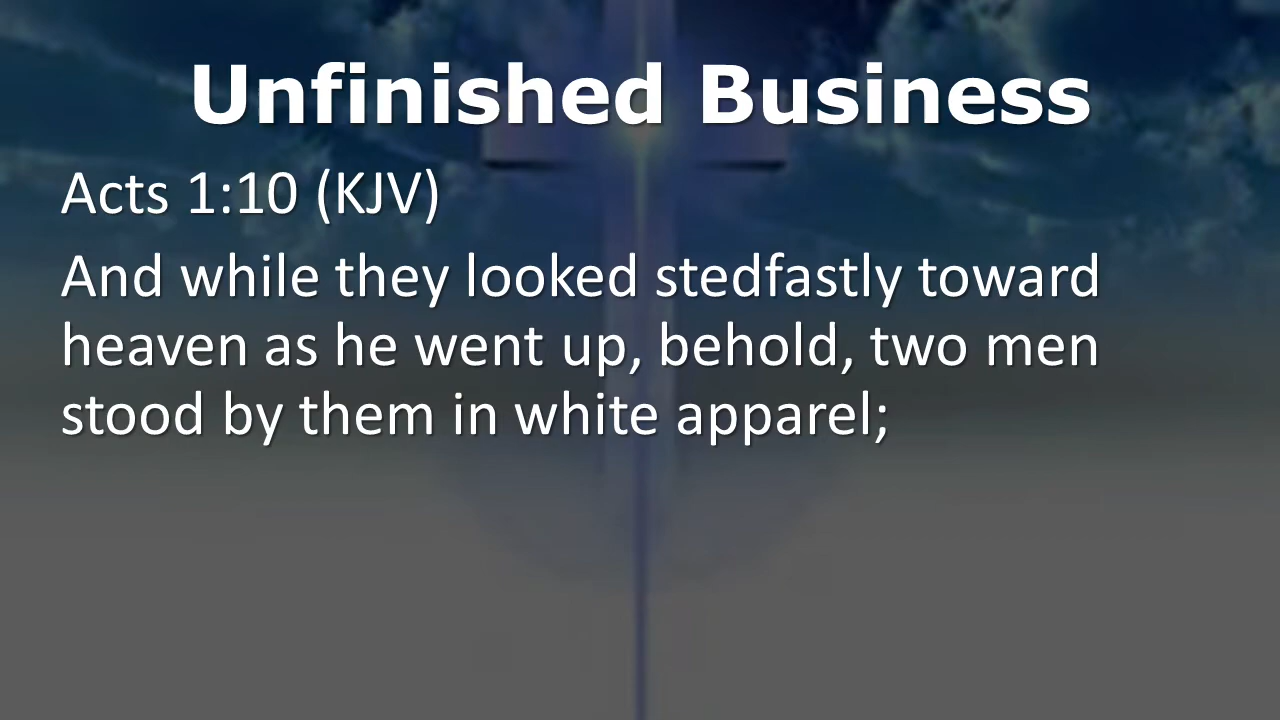 Unfinished Business
Acts 1:10 (KJV)
And while they looked stedfastly toward
heaven as he went up, behold, two men
stood by them in white apparel;